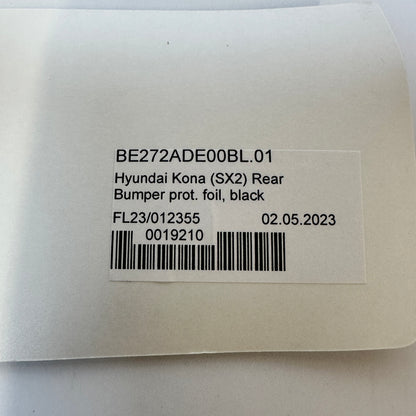 BE272ADE00BL.01
Hyundai Kona (SX2) Rear
Bumper prot. foil, black
FL23/012355 02.05.2023
0019210